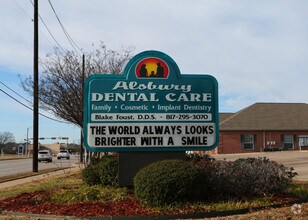 Alsbury
DENTAL CARE
Family • Cosmetic • Implant Dentistry
Blake Foust, D.D.S. • 817-295-3070
THE WORLD ALWAYS LOOKS
BRIGHTER WITH A SMILE